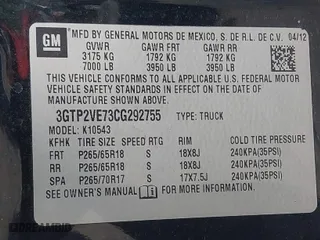 GM
MFD BY GENERAL MOTORS DE MEXICO, S. DE R.L. DE C.V. 04/12
GVWR GAWR FRT GAWR RR
3175 KG 1792 KG 1792 KG
7000 LB 3950 LB 3950 LB
THIS VEHICLE CONFORMS TO ALL APPLICABLE U.S. FEDERAL MOTOR
VEHICLE SAFETY STANDARDS IN EFFECT ON THE DATE OF
MANUFACTURE SHOWN ABOVE.
3GTP2VE73CG292755 TYPE: TRUCK
MODEL: K10543
KFHK TIRE SIZE SPEED RTG RIM COLD TIRE PRESSURE
FRT P265/65R18 S 18X8J 240KPA(35PSI)
RR P265/65R18 S 18X8J 240KPA(35PSI)
SPA P265/70R17 S 17X7.5J 240KPA(35PSI)
SEE OWNER'S MANUAL FOR ADDITIONAL INFORMATION.